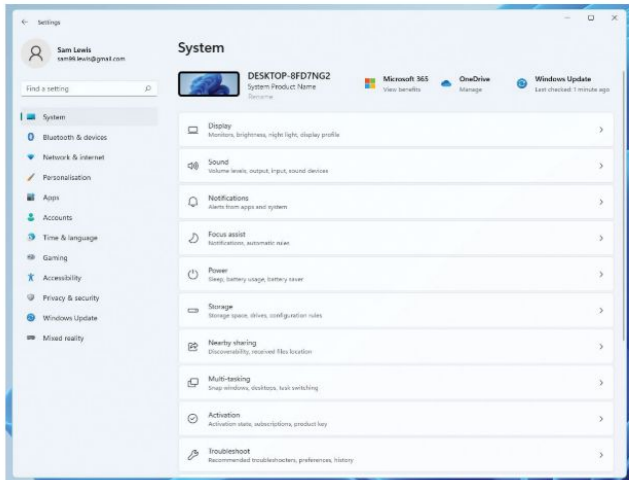 Settings
Sam Lewis
sam98.lewis@gmail.com
Find a setting
System
Bluetooth & devices
Network & internet
Personalisation
Apps
Accounts
Time & language
Gaming
Accessibility
Privacy & security
Windows Update
Mixed reality
System
DESKTOP-8FD7NG2
System Product Name
Rename
Microsoft 365
View benefits
OneDrive
Manage
Windows Update
Last checked: 1 minute ago
Display
Monitors, brightness, night light, display profile
Sound
Volume levels, output, input, sound devices
Notifications
Alerts from apps and system
Focus assist
Notifications, automatic rules
Power
Sleep, battery usage, battery saver
Storage
Storage space, drives, configuration rules
Nearby sharing
Discoverability, received files location
Multi-tasking
Snap windows, desktops, task switching
Activation
Activation state, subscriptions, product key
Troubleshoot
Recommended troubleshooters, preferences, history